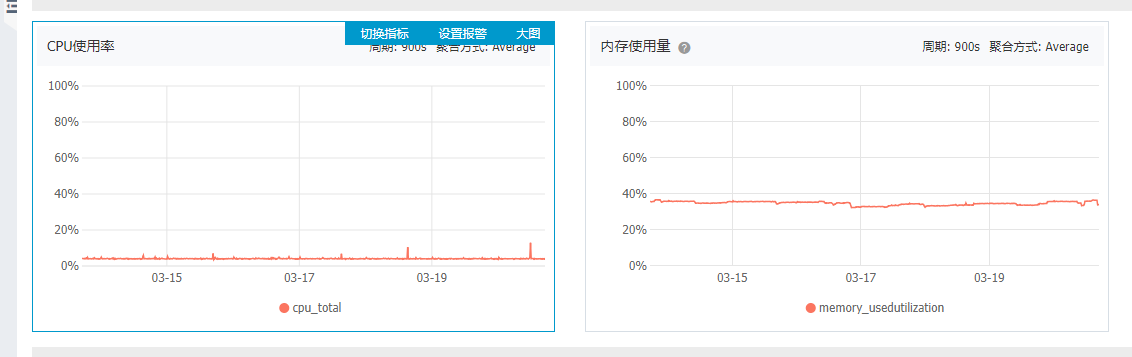 切换指标 设置报警 大图
CPU使用率 周期: 900s 聚合方式: Average
100%
80%
60%
40%
20%
0%
03-15 03-17 03-19
cpu_total
内存使用量 ? 周期: 900s 聚合方式: Average
100%
80%
60%
40%
20%
0%
03-15 03-17 03-19
memory_usedutilization